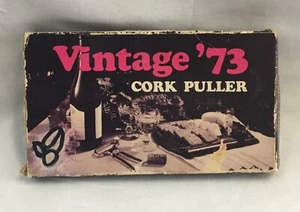 Vintage '73
CORK PULLER